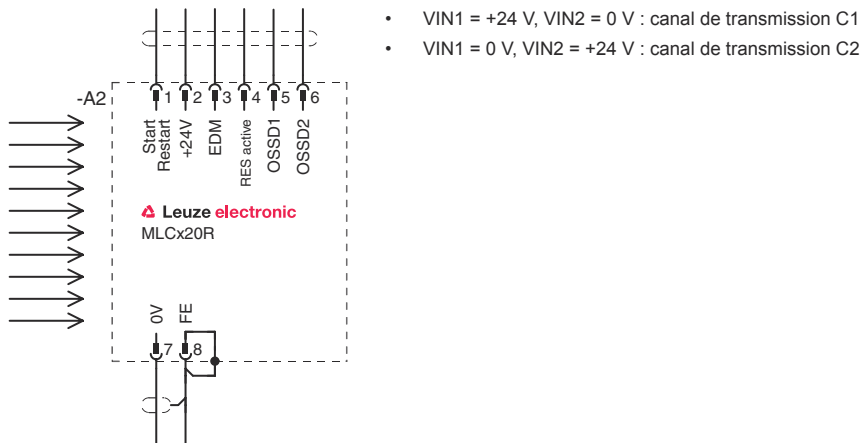 • VIN1 = +24 V, VIN2 = 0 V : canal de transmission C1
• VIN1 = 0 V, VIN2 = +24 V : canal de transmission C2
-A2
1 2 3 4 5 6
Start
Restart
+24V
EDM
RES active
OSSD1
OSSD2
Leuze electronic
MLCx20R
0V
FE
7 8